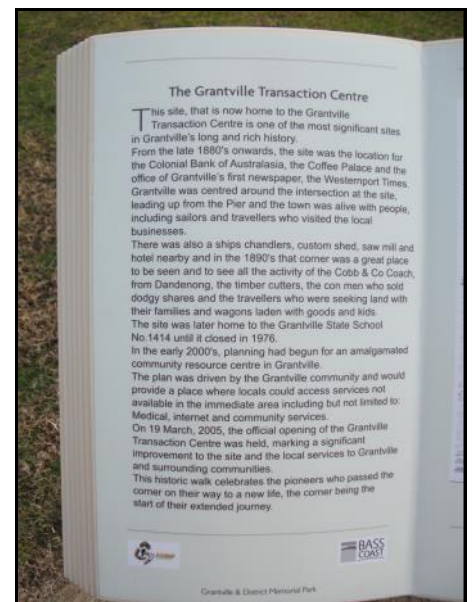 The Grantville Transaction Centre
This site, that is now home to the Grantville
Transaction Centre is one of the most significant sites
in Grantville's long and rich history.
From the late 1880's onwards, the site was the location for
the Colonial Bank of Australasia, the Coffee Palace and the
office of Grantville's first newspaper, the Westernport Times.
Grantville was centred around the intersection at the site,
leading up from the Pier and the town was alive with people,
including sailors and travellers who visited the local
businesses.
There was also a ships chandlers, custom shed, saw mill and
hotel nearby and in the 1890's that corner was a great place
to be seen and to see all the activity of the Cobb & Co Coach,
from Dandenong, the timber cutters, the con men who sold
dodgy shares and the travellers who were seeking land with
their families and wagons laden with goods and kids.
The site was later home to the Grantville State School
No.1414 until it closed in 1976.
In the early 2000's, planning had begun for an amalgamated
community resource centre in Grantville.
The plan was driven by the Grantville community and would
provide a place where locals could access services not
available in the immediate area including but not limited to:
Medical, internet and community services.
On 19 March, 2005, the official opening of the Grantville
Transaction Centre was held, marking a significant
improvement to the site and the local services to Grantville
and surrounding communities.
This historic walk celebrates the pioneers who passed the
corner on their way to a new life, the corner being the
start of their extended journey.
BASS
COAST
Grantville & District Memorial Park